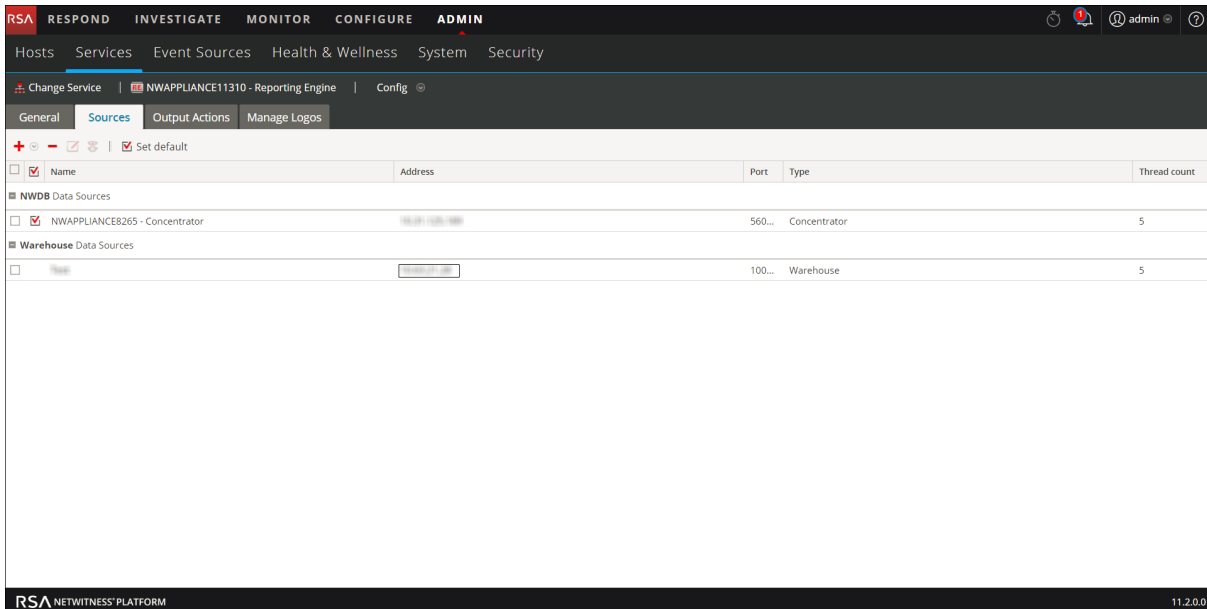 RSA RESPOND INVESTIGATE MONITOR CONFIGURE ADMIN 1 admin ?
Hosts Services Event Sources Health & Wellness System Security
Change Service | RE NWAPPLIANCE11310 - Reporting Engine | Config
General Sources Output Actions Manage Logos
Set default
Name Address Port Type Thread count
NWDB Data Sources
NWAPPLIANCE8265 - Concentrator 560... Concentrator 5
Warehouse Data Sources
100... Warehouse 5
RSA NETWITNESS® PLATFORM 11.2.0.0